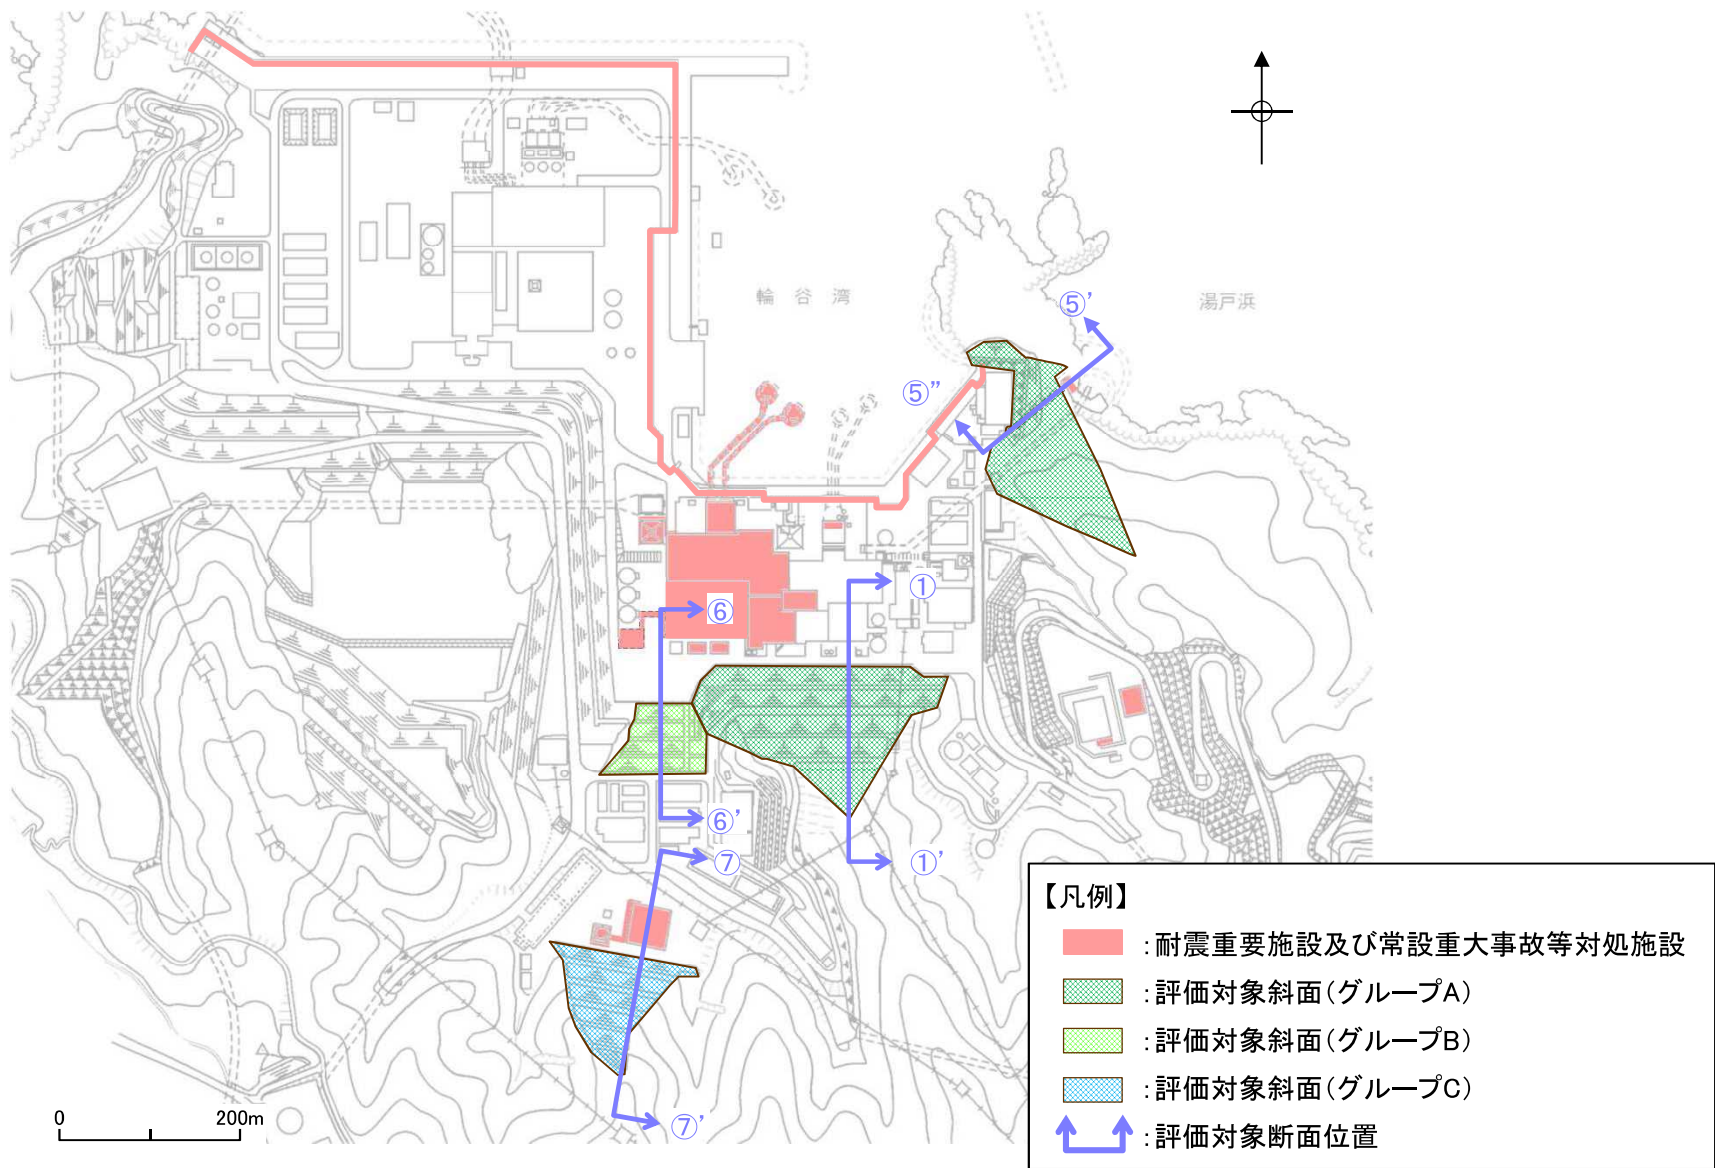 輪谷湾
湯戸浜
⑤’
⑤”
①
⑥
⑥’
⑦
①’
⑦’
0 200m
【凡例】
:耐震重要施設及び常設重大事故等対処施設
:評価対象斜面(グループA)
:評価対象斜面(グループB)
:評価対象斜面(グループC)
:評価対象断面位置